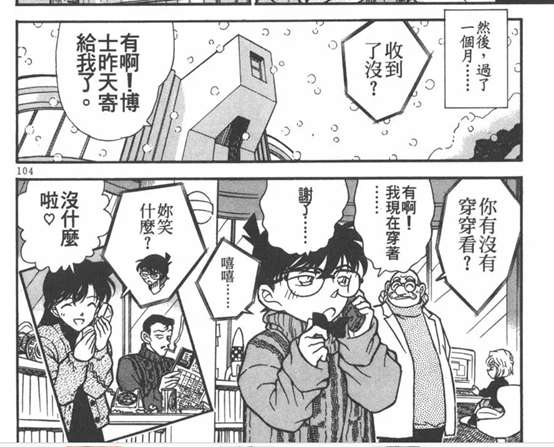 然後，過了
一個月……
收到
了沒？
有啊！博
士昨天寄
給我了。
104
你有沒有
穿穿看？
有啊！
我現在穿著
……
謝了……
嘻嘻……
妳笑
什麼？
沒什麼
啦♡